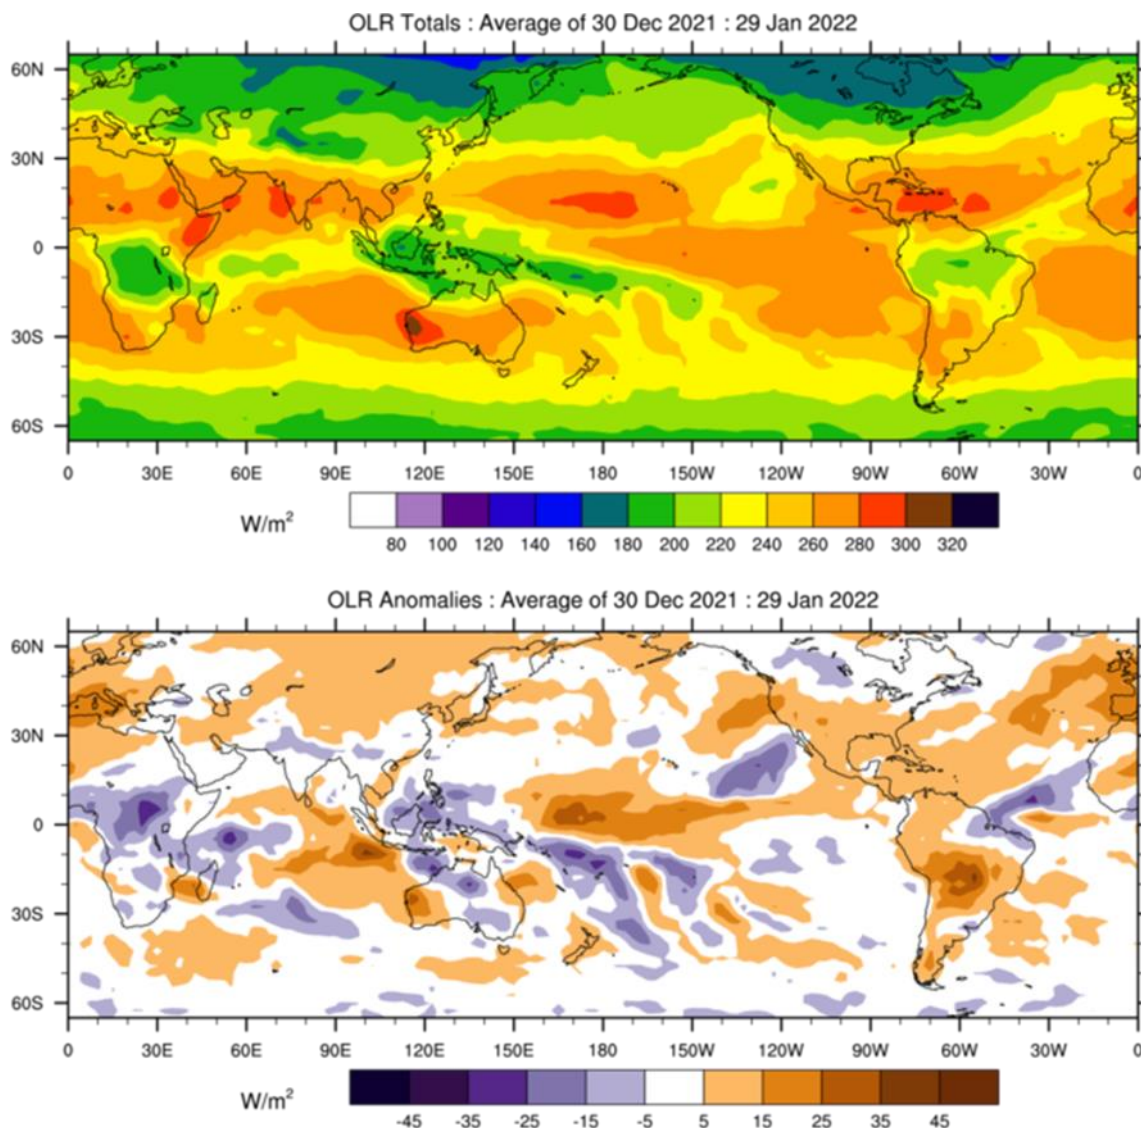 OLR Totals : Average of 30 Dec 2021 : 29 Jan 2022
60N
30N
0
30S
60S
0 30E 60E 90E 120E 150E 180 150W 120W 90W 60W 30W 0
W/m²
80 100 120 140 160 180 200 220 240 260 280 300 320
OLR Anomalies : Average of 30 Dec 2021 : 29 Jan 2022
60N
30N
0
30S
60S
0 30E 60E 90E 120E 150E 180 150W 120W 90W 60W 30W 0
W/m²
-45 -35 -25 -15 -5 5 15 25 35 45